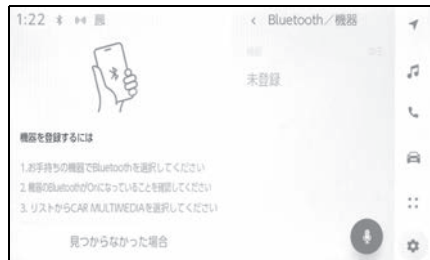 1:22
機器を登録するには
1.お手持ちの機器でBluetoothを選択してください
2. 機器のBluetoothがOnになっていることを確認してください
3. リストからCAR MULTIMEDIAを選択してください
見つからなかった場合
< Bluetooth／機器
未登録